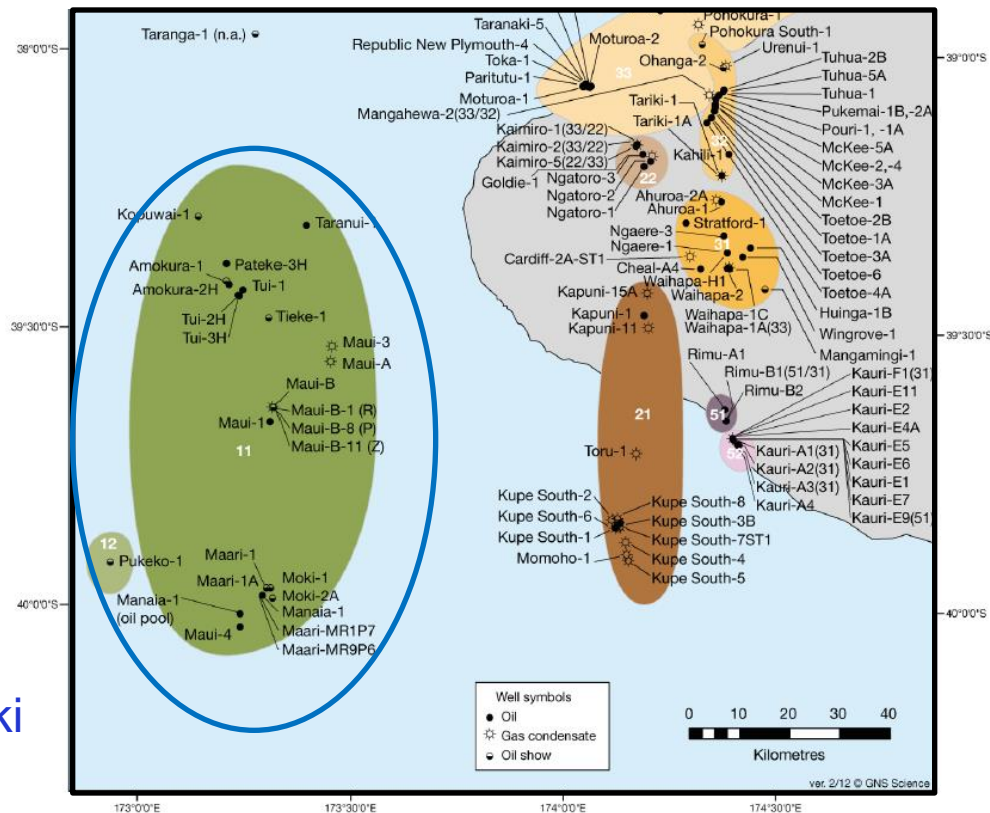 Pohokura-1
Taranaki-5
Pohokura South-1
Taranga-1 (n.a.)
Moturoa-2
Urenui-1
Republic New Plymouth-4
Ohanga-2
Tuhua-2B
Toka-1
33
Tuhua-5A
Paritutu-1
Tuhua-1
Moturoa-1
Tariki-1
Pukemai-1B,-2A
Mangahewa-2(33/32)
Tariki-1A
Pouri-1, -1A
Kaimiro-1(33/22)
32
McKee-5A
Kaimiro-2(33/22)
Kahili-1
McKee-2,-4
Kaimiro-5(22/33)
McKee-3A
Goldie-1
Ngatoro-3
22
McKee-1
Ngatoro-2
Ahuroa-2A
Toetoe-2B
Ngatoro-1
Ahuroa-1
Toetoe-1A
Stratford-1
Toetoe-3A
Ngaere-3
31
Toetoe-6
Ngaere-1
Toetoe-4A
Cardiff-2A-ST1
Cheal-A4
Waihapa-H1
Huinga-1B
Kapuni-15A
Waihapa-2
Wingrove-1
Kapuni-1
Waihapa-1C
Mangamingi-1
Kapuni-11
Waihapa-1A(33)
Kopuwai-1
Taranui-1
Pateke-3H
Amokura-1
Amokura-2H
Tui-1
Tui-2H
Tui-3H
Tieke-1
Maui-3
Maui-A
Maui-B
Maui-B-1 (R)
Maui-1
Maui-B-8 (P)
Maui-B-11 (Z)
11
Rimu-A1
Rimu-B1(51/31)
Rimu-B2
51
52
Kauri-F1(31)
Kauri-E11
Kauri-E2
Kauri-E4A
Kauri-E5
Kauri-E6
Kauri-E1
Kauri-E7
Kauri-E9(51)
Kauri-A1(31)
Kauri-A2(31)
Kauri-A3(31)
Kauri-A4
21
Toru-1
Kupe South-2
Kupe South-8
Kupe South-6
Kupe South-3B
Kupe South-1
Kupe South-7ST1
Momoho-1
Kupe South-4
Kupe South-5
12
Pukeko-1
Maari-1
Maari-1A
Moki-1
Moki-2A
Manaia-1
(oil pool)
Manaia-1
Maui-4
Maari-MR1P7
Maari-MR9P6
ki
Well symbols
Oil
Gas condensate
Oil show
0 10 20 30 40
Kilometres
ver. 2/12 © GNS Science
39°0'0"S
39°30'0"S
40°0'0"S
39°0'0"S
39°30'0"S
40°0'0"S
173°0'0"E
173°30'0"E
174°0'0"E
174°30'0"E